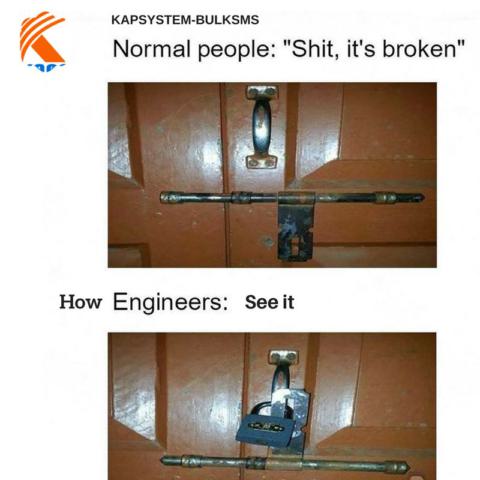 KAPSYSTEM-BULKSMS
Normal people: "Shit, it's broken"
How Engineers: See it